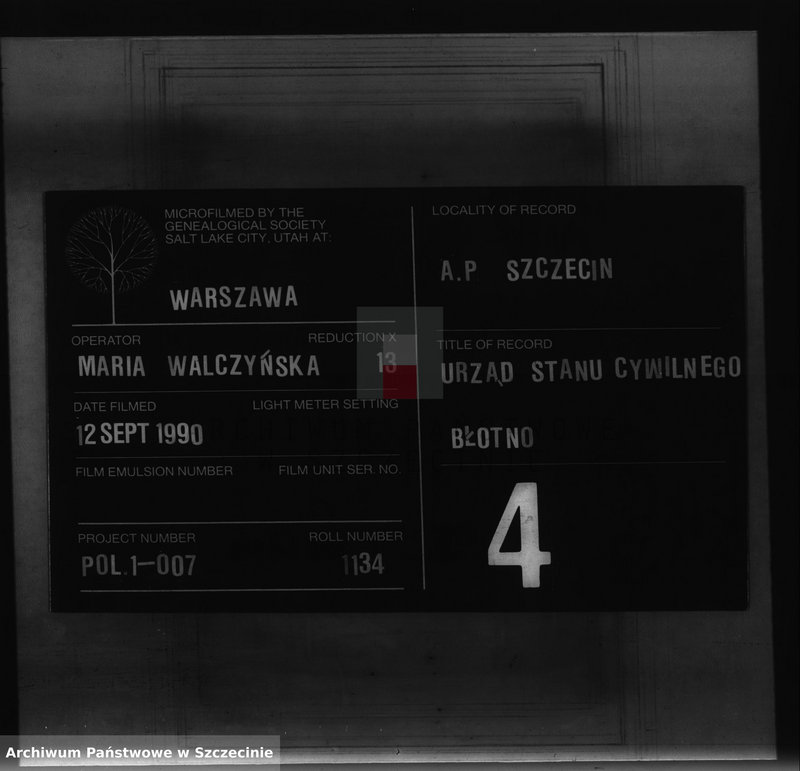 MICROFILMED BY THE
GENEALOGICAL SOCIETY
SALT LAKE CITY, UTAH AT:
WARSZAWA
OPERATOR
REDUCTION X
MARIA WALCZYŃSKA 13
DATE FILMED
LIGHT METER SETTING
12 SEPT 1990
FILM EMULSION NUMBER
FILM UNIT SER. NO.
PROJECT NUMBER
ROLL NUMBER
POL.1-007 1134
LOCALITY OF RECORD
A.P. SZCZECIN
TITLE OF RECORD
URZĄD STANU CYWILNEGO
BŁOTNO
4
Archiwum Państwowe w Szczecinie